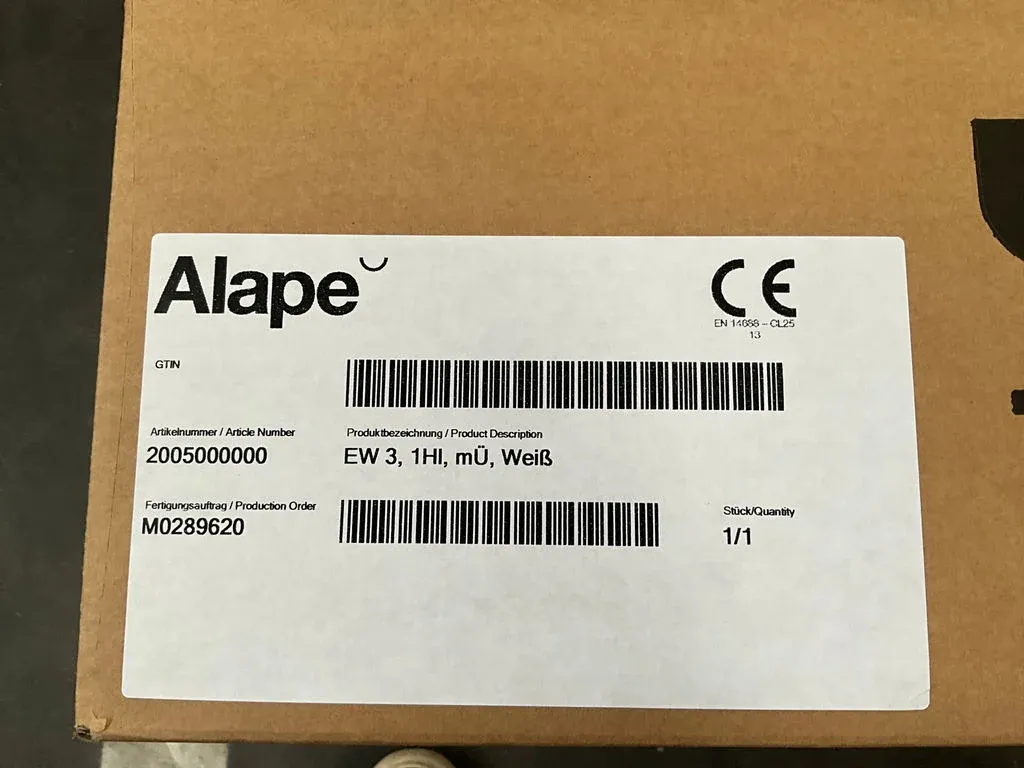 Alape
CE
EN 14688 – CL25
13
GTIN
Artikelnummer / Article Number
Produktbezeichnung / Product Description
2005000000
EW 3, 1Hl, mÜ, Weiß
Fertigungsauftrag / Production Order
Stück/Quantity
M0289620
1/1